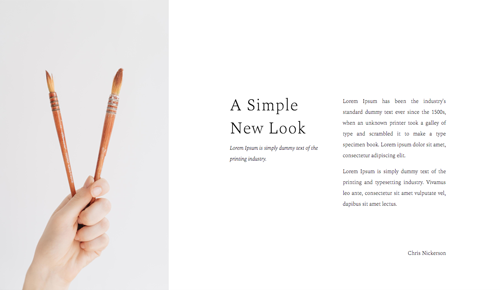 A Simple
New Look
Lorem Ipsum is simply dummy text of the
printing industry.
Lorem Ipsum has been the industry's
standard dummy text ever since the 1500s,
when an unknown printer took a galley of
type and scrambled it to make a type
specimen book. Lorem ipsum dolor sit amet,
consectetur adipiscing elit.
Lorem Ipsum is simply dummy text of the
printing and typesetting industry. Vivamus
leo ante, consectetur sit amet vulputate vel,
dapibus sit amet lectus.
Chris Nickerson